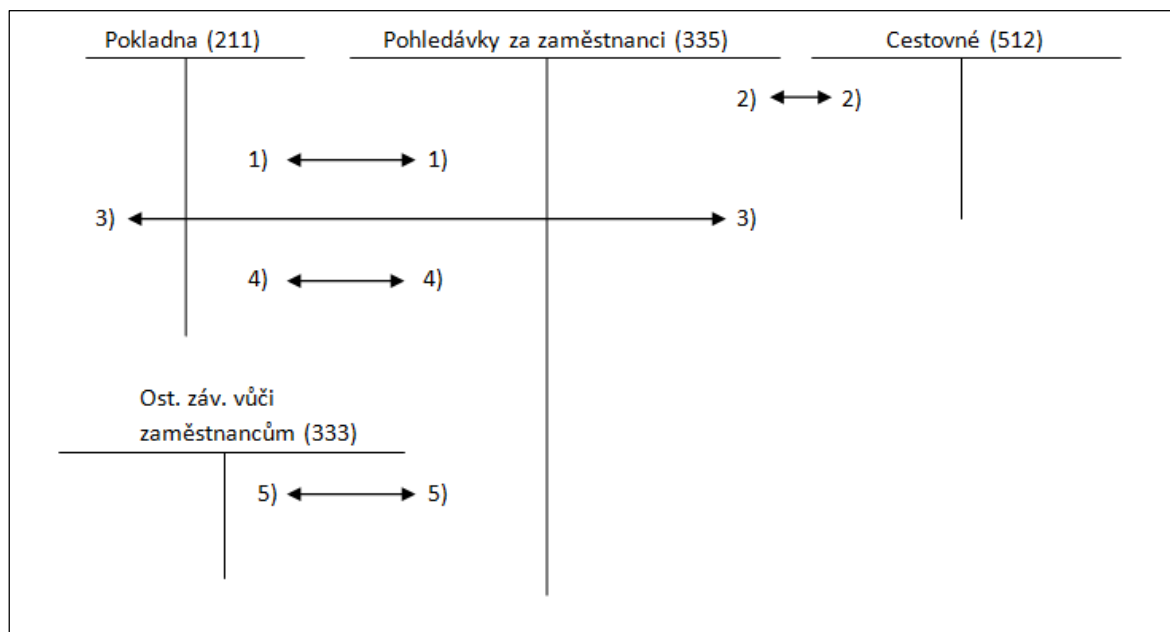 Pokladna (211) Pohledávky za zaměstnanci (335) Cestovné (512)
2) 2)
1) 1)
3) 3)
4) 4)
Ost. záv. vůči
zaměstnancům (333)
5) 5)